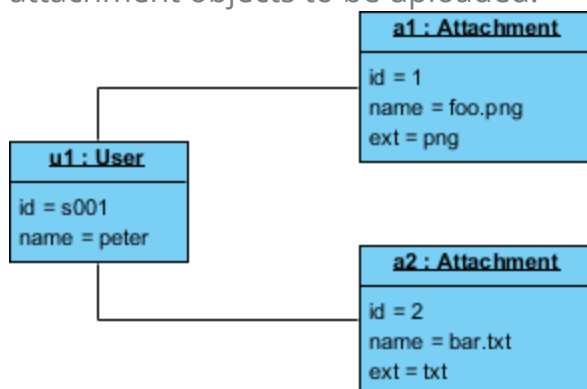 attachment objects to be uploaded.
a1 : Attachment
id = 1
name = foo.png
ext = png
u1 : User
id = s001
name = peter
a2 : Attachment
id = 2
name = bar.txt
ext = txt